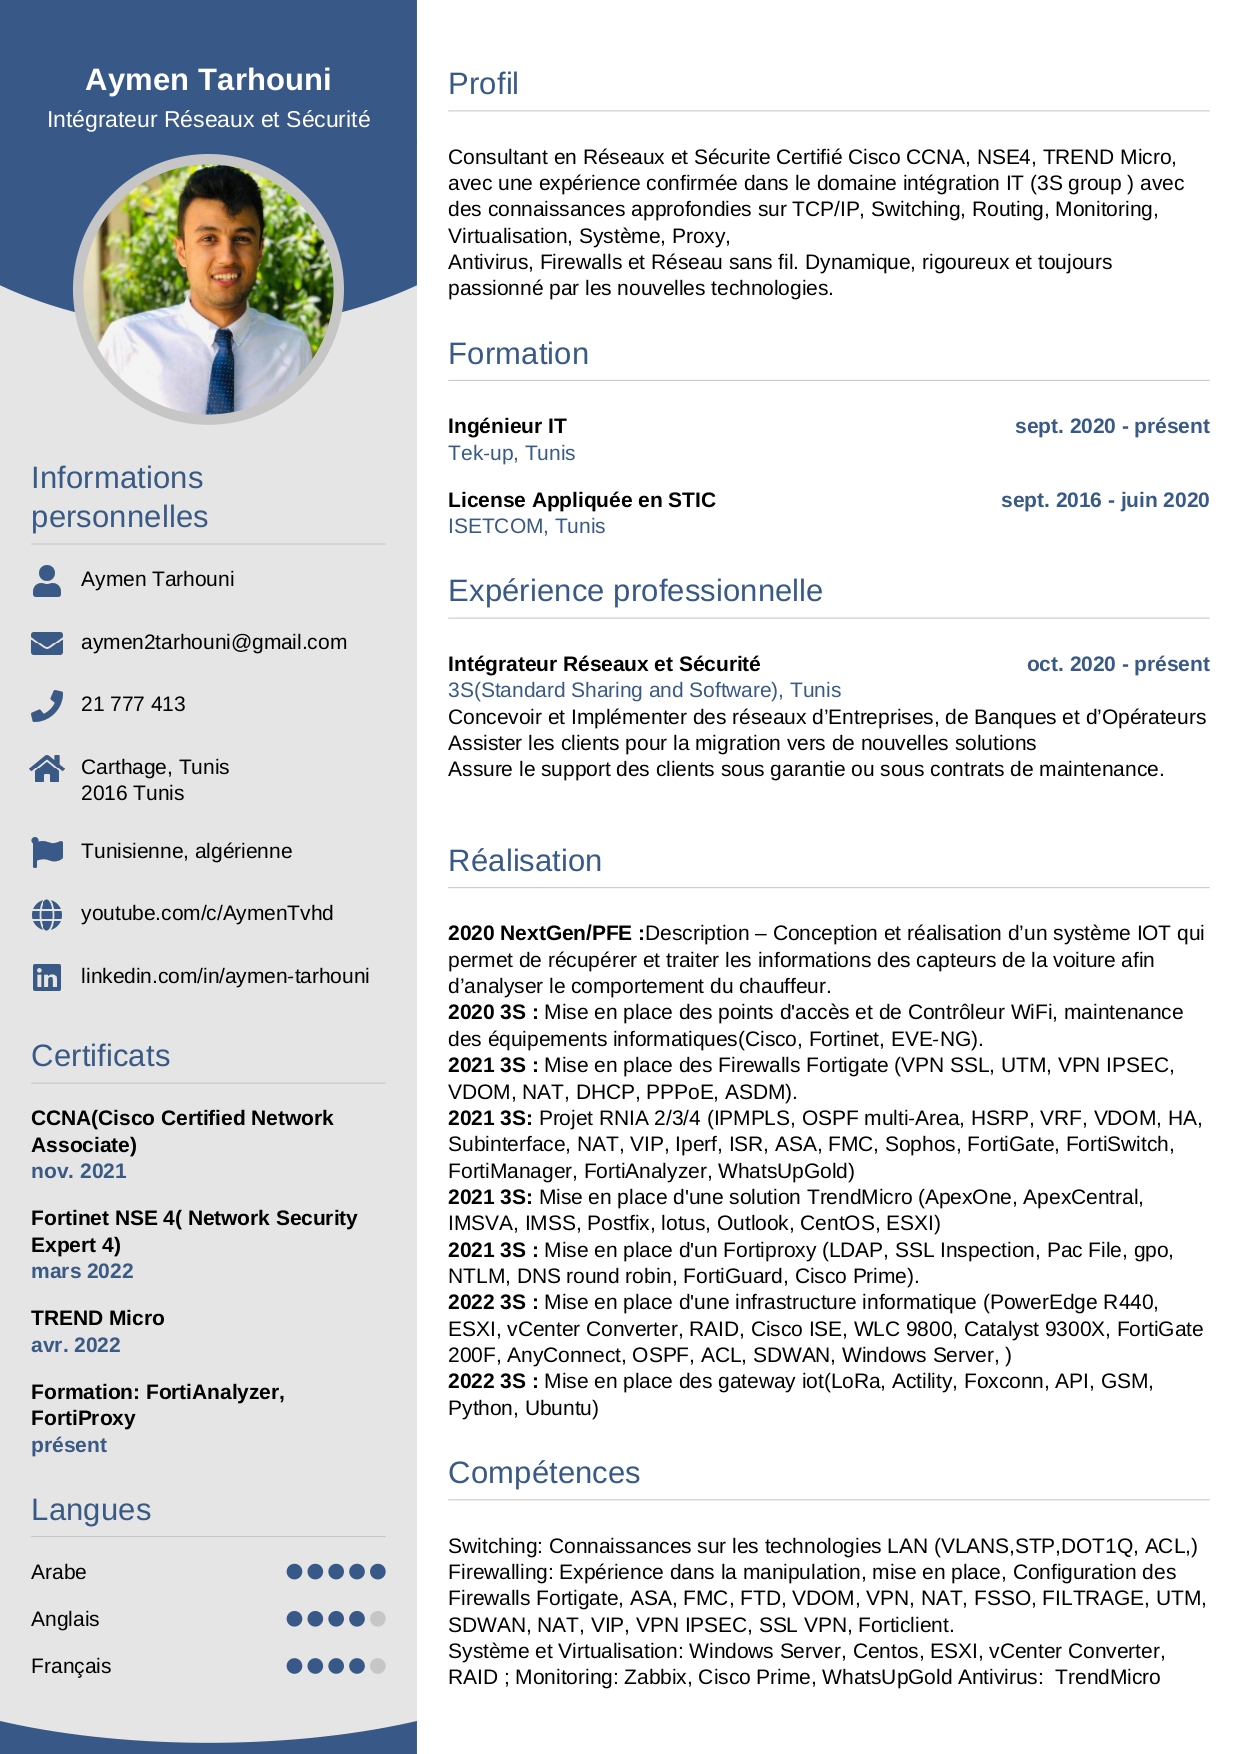 Aymen Tarhouni
Intégrateur Réseaux et Sécurité
Informations
personnelles
Aymen Tarhouni
aymen2tarhouni@gmail.com
21 777 413
Carthage, Tunis
2016 Tunis
Tunisienne, algérienne
youtube.com/c/AymenTvhd
linkedin.com/in/aymen-tarhouni
Certificats
CCNA(Cisco Certified Network
Associate)
nov. 2021
Fortinet NSE 4( Network Security
Expert 4)
mars 2022
TREND Micro
avr. 2022
Formation: FortiAnalyzer,
FortiProxy
présent
Langues
Arabe
Anglais
Français
Profil
Consultant en Réseaux et Sécurite Certifié Cisco CCNA, NSE4, TREND Micro,
avec une expérience confirmée dans le domaine intégration IT (3S group ) avec
des connaissances approfondies sur TCP/IP, Switching, Routing, Monitoring,
Virtualisation, Système, Proxy,
Antivirus, Firewalls et Réseau sans fil. Dynamique, rigoureux et toujours
passionné par les nouvelles technologies.
Formation
Ingénieur IT sept. 2020 - présent
Tek-up, Tunis
License Appliquée en STIC sept. 2016 - juin 2020
ISETCOM, Tunis
Expérience professionnelle
Intégrateur Réseaux et Sécurité oct. 2020 - présent
3S(Standard Sharing and Software), Tunis
Concevoir et Implémenter des réseaux d’Entreprises, de Banques et d’Opérateurs
Assister les clients pour la migration vers de nouvelles solutions
Assure le support des clients sous garantie ou sous contrats de maintenance.
Réalisation
2020 NextGen/PFE :Description – Conception et réalisation d’un système IOT qui
permet de récupérer et traiter les informations des capteurs de la voiture afin
d’analyser le comportement du chauffeur.
2020 3S : Mise en place des points d'accès et de Contrôleur WiFi, maintenance
des équipements informatiques(Cisco, Fortinet, EVE-NG).
2021 3S : Mise en place des Firewalls Fortigate (VPN SSL, UTM, VPN IPSEC,
VDOM, NAT, DHCP, PPPoE, ASDM).
2021 3S: Projet RNIA 2/3/4 (IPMPLS, OSPF multi-Area, HSRP, VRF, VDOM, HA,
Subinterface, NAT, VIP, Iperf, ISR, ASA, FMC, Sophos, FortiGate, FortiSwitch,
FortiManager, FortiAnalyzer, WhatsUpGold)
2021 3S: Mise en place d'une solution TrendMicro (ApexOne, ApexCentral,
IMSVA, IMSS, Postfix, lotus, Outlook, CentOS, ESXI)
2021 3S : Mise en place d'un Fortiproxy (LDAP, SSL Inspection, Pac File, gpo,
NTLM, DNS round robin, FortiGuard, Cisco Prime).
2022 3S : Mise en place d'une infrastructure informatique (PowerEdge R440,
ESXI, vCenter Converter, RAID, Cisco ISE, WLC 9800, Catalyst 9300X, FortiGate
200F, AnyConnect, OSPF, ACL, SDWAN, Windows Server, )
2022 3S : Mise en place des gateway iot(LoRa, Actility, Foxconn, API, GSM,
Python, Ubuntu)
Compétences
Switching: Connaissances sur les technologies LAN (VLANS,STP,DOT1Q, ACL,)
Firewalling: Expérience dans la manipulation, mise en place, Configuration des
Firewalls Fortigate, ASA, FMC, FTD, VDOM, VPN, NAT, FSSO, FILTRAGE, UTM,
SDWAN, NAT, VIP, VPN IPSEC, SSL VPN, Forticlient.
Système et Virtualisation: Windows Server, Centos, ESXI, vCenter Converter,
RAID ; Monitoring: Zabbix, Cisco Prime, WhatsUpGold Antivirus:  TrendMicro